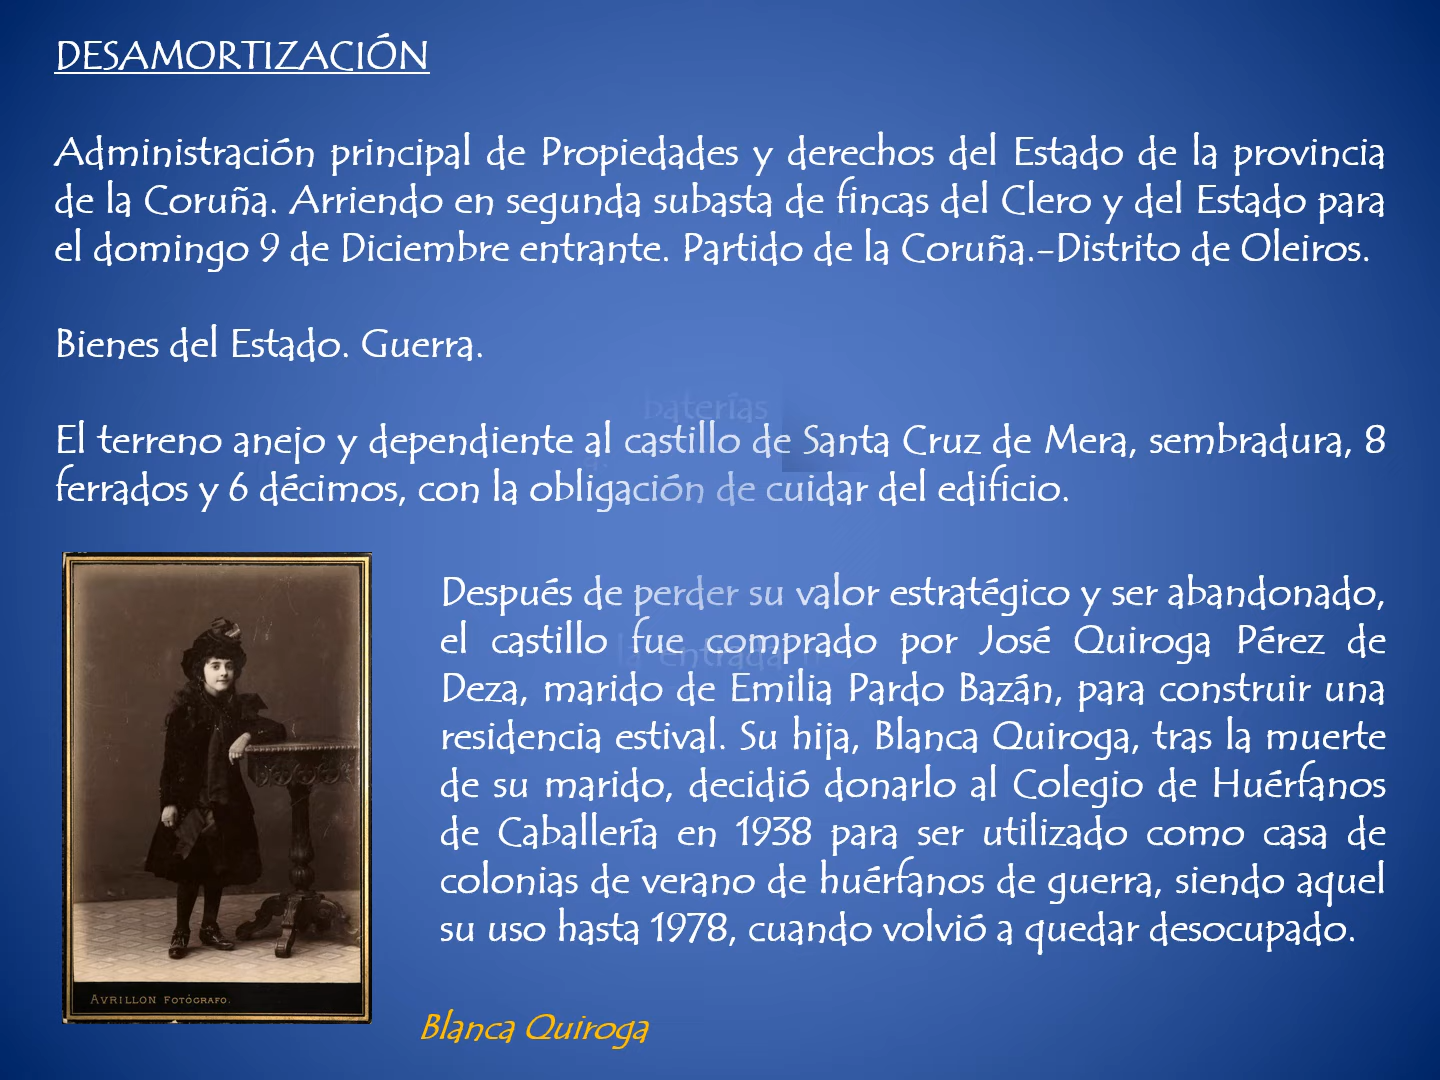 DESAMORTIZACIÓN
Administración principal de Propiedades y derechos del Estado de la provincia
de la Coruña. Arriendo en segunda subasta de fincas del Clero y del Estado para
el domingo 9 de Diciembre entrante. Partido de la Coruña.-Distrito de Oleiros.
Bienes del Estado. Guerra.
baterías
El terreno anejo y dependiente al castillo de Santa Cruz de Mera, sembradura, 8
ferrados y 6 décimos, con la obligación de cuidar del edificio.
Después de perder su valor estratégico y ser abandonado,
el castillo fue comprado por José Quiroga Pérez de
la entrada
Deza, marido de Emilia Pardo Bazán, para construir una
residencia estival. Su hija, Blanca Quiroga, tras la muerte
de su marido, decidió donarlo al Colegio de Huérfanos
de Caballería en 1938 para ser utilizado como casa de
colonias de verano de huérfanos de guerra, siendo aquel
su uso hasta 1978, cuando volvió a quedar desocupado.
AVRILLON FOTÓGRAFO.
Blanca Quiroga